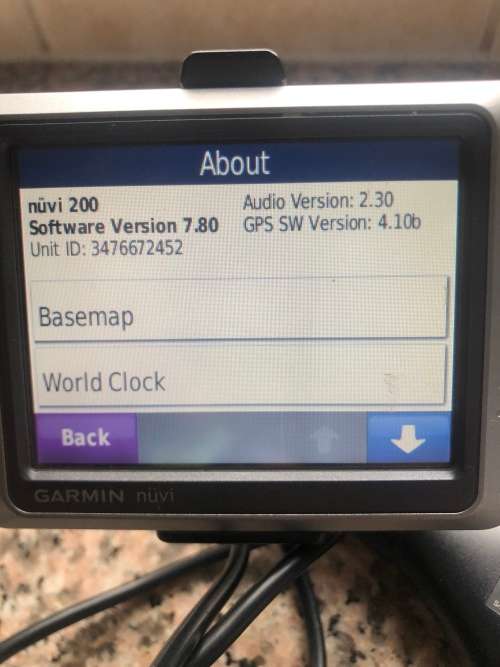 About
nüvi 200
Audio Version: 2.30
Software Version 7.80
GPS SW Version: 4.10b
Unit ID: 3476672452
Basemap
World Clock
Back
GARMIN nüvi